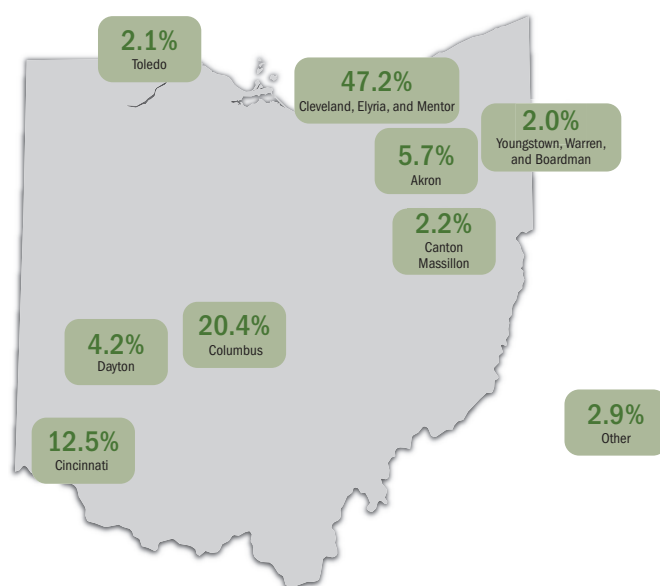 2.1%
Toledo
47.2%
Cleveland, Elyria, and Mentor
2.0%
Youngstown, Warren,
and Boardman
5.7%
Akron
2.2%
Canton
Massillon
20.4%
Columbus
4.2%
Dayton
2.9%
Other
12.5%
Cincinnati